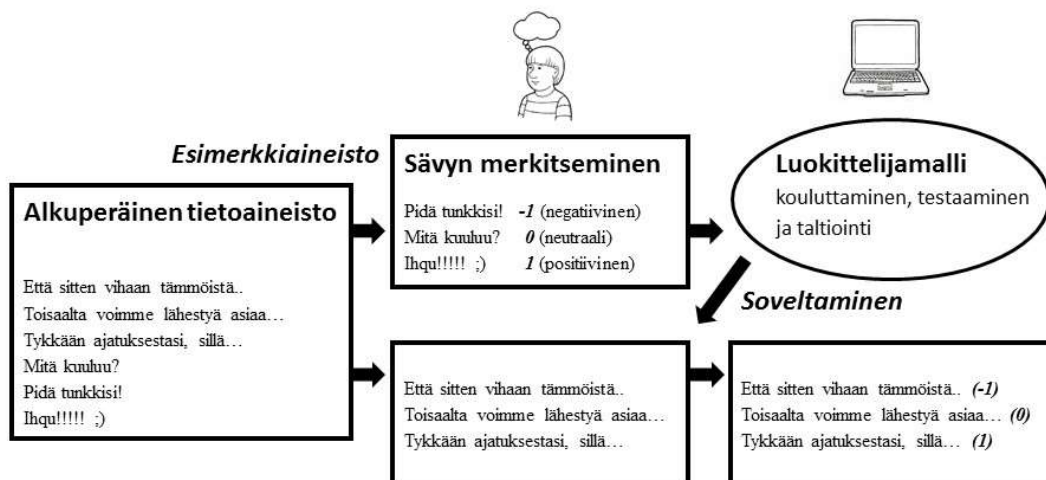 Esimerkkiaineisto
Alkuperäinen tietoaineisto
Että sitten vihaan tämmöistä..
Toisaalta voimme lähestyä asiaa…
Tykkään ajatuksestasi, sillä…
Mitä kuuluu?
Pidä tunkkisi!
Ihqu!!!!! ;)
Sävyn merkitseminen
Pidä tunkkisi! -1 (negatiivinen)
Mitä kuuluu? 0 (neutraali)
Ihqu!!!!! ;) 1 (positiivinen)
Luokittelijamalli
kouluttaminen, testaaminen
ja taltiointi
Soveltaminen
Että sitten vihaan tämmöistä..
Toisaalta voimme lähestyä asiaa…
Tykkään ajatuksestasi, sillä…
Että sitten vihaan tämmöistä.. (-1)
Toisaalta voimme lähestyä asiaa… (0)
Tykkään ajatuksestasi, sillä… (1)